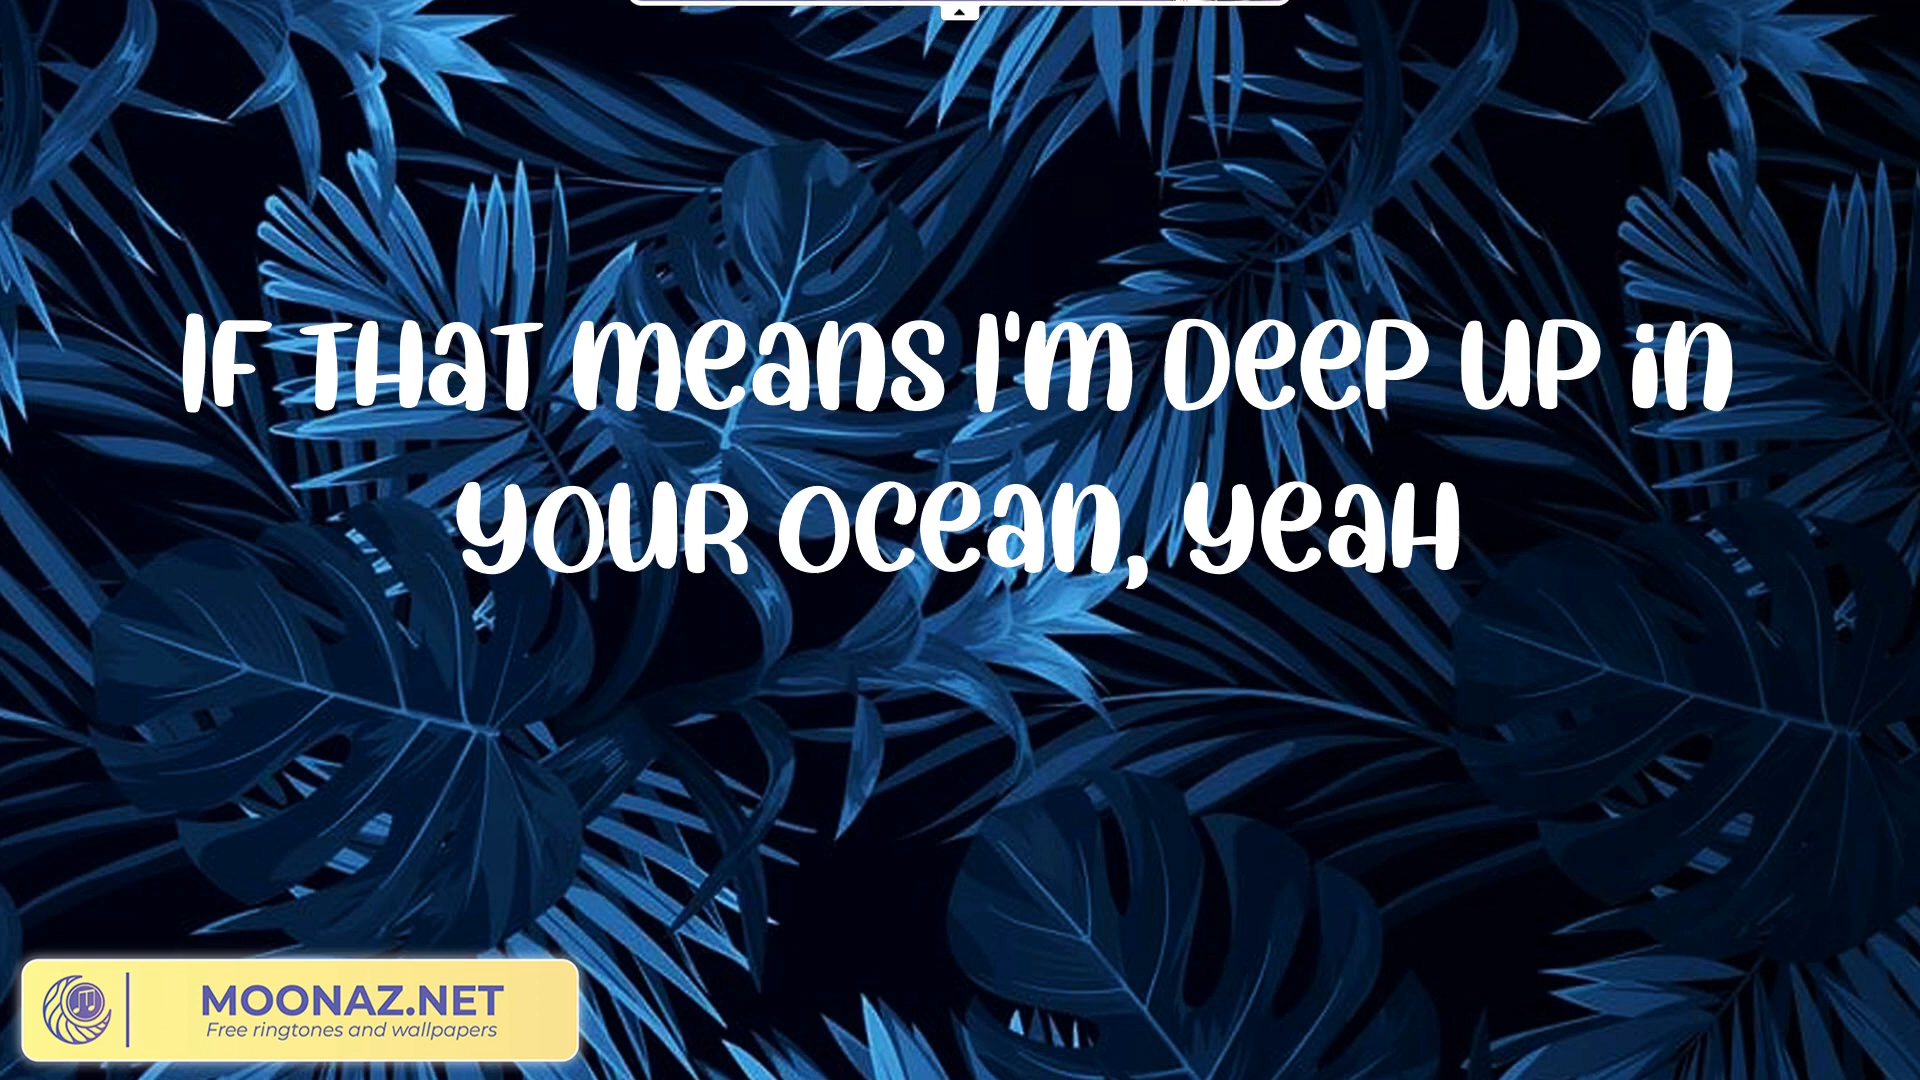 IF THAT means I'm DEEP UP in
YOUR OCean, YeaH
MOONAZ.NET
Free ringtones and wallpapers